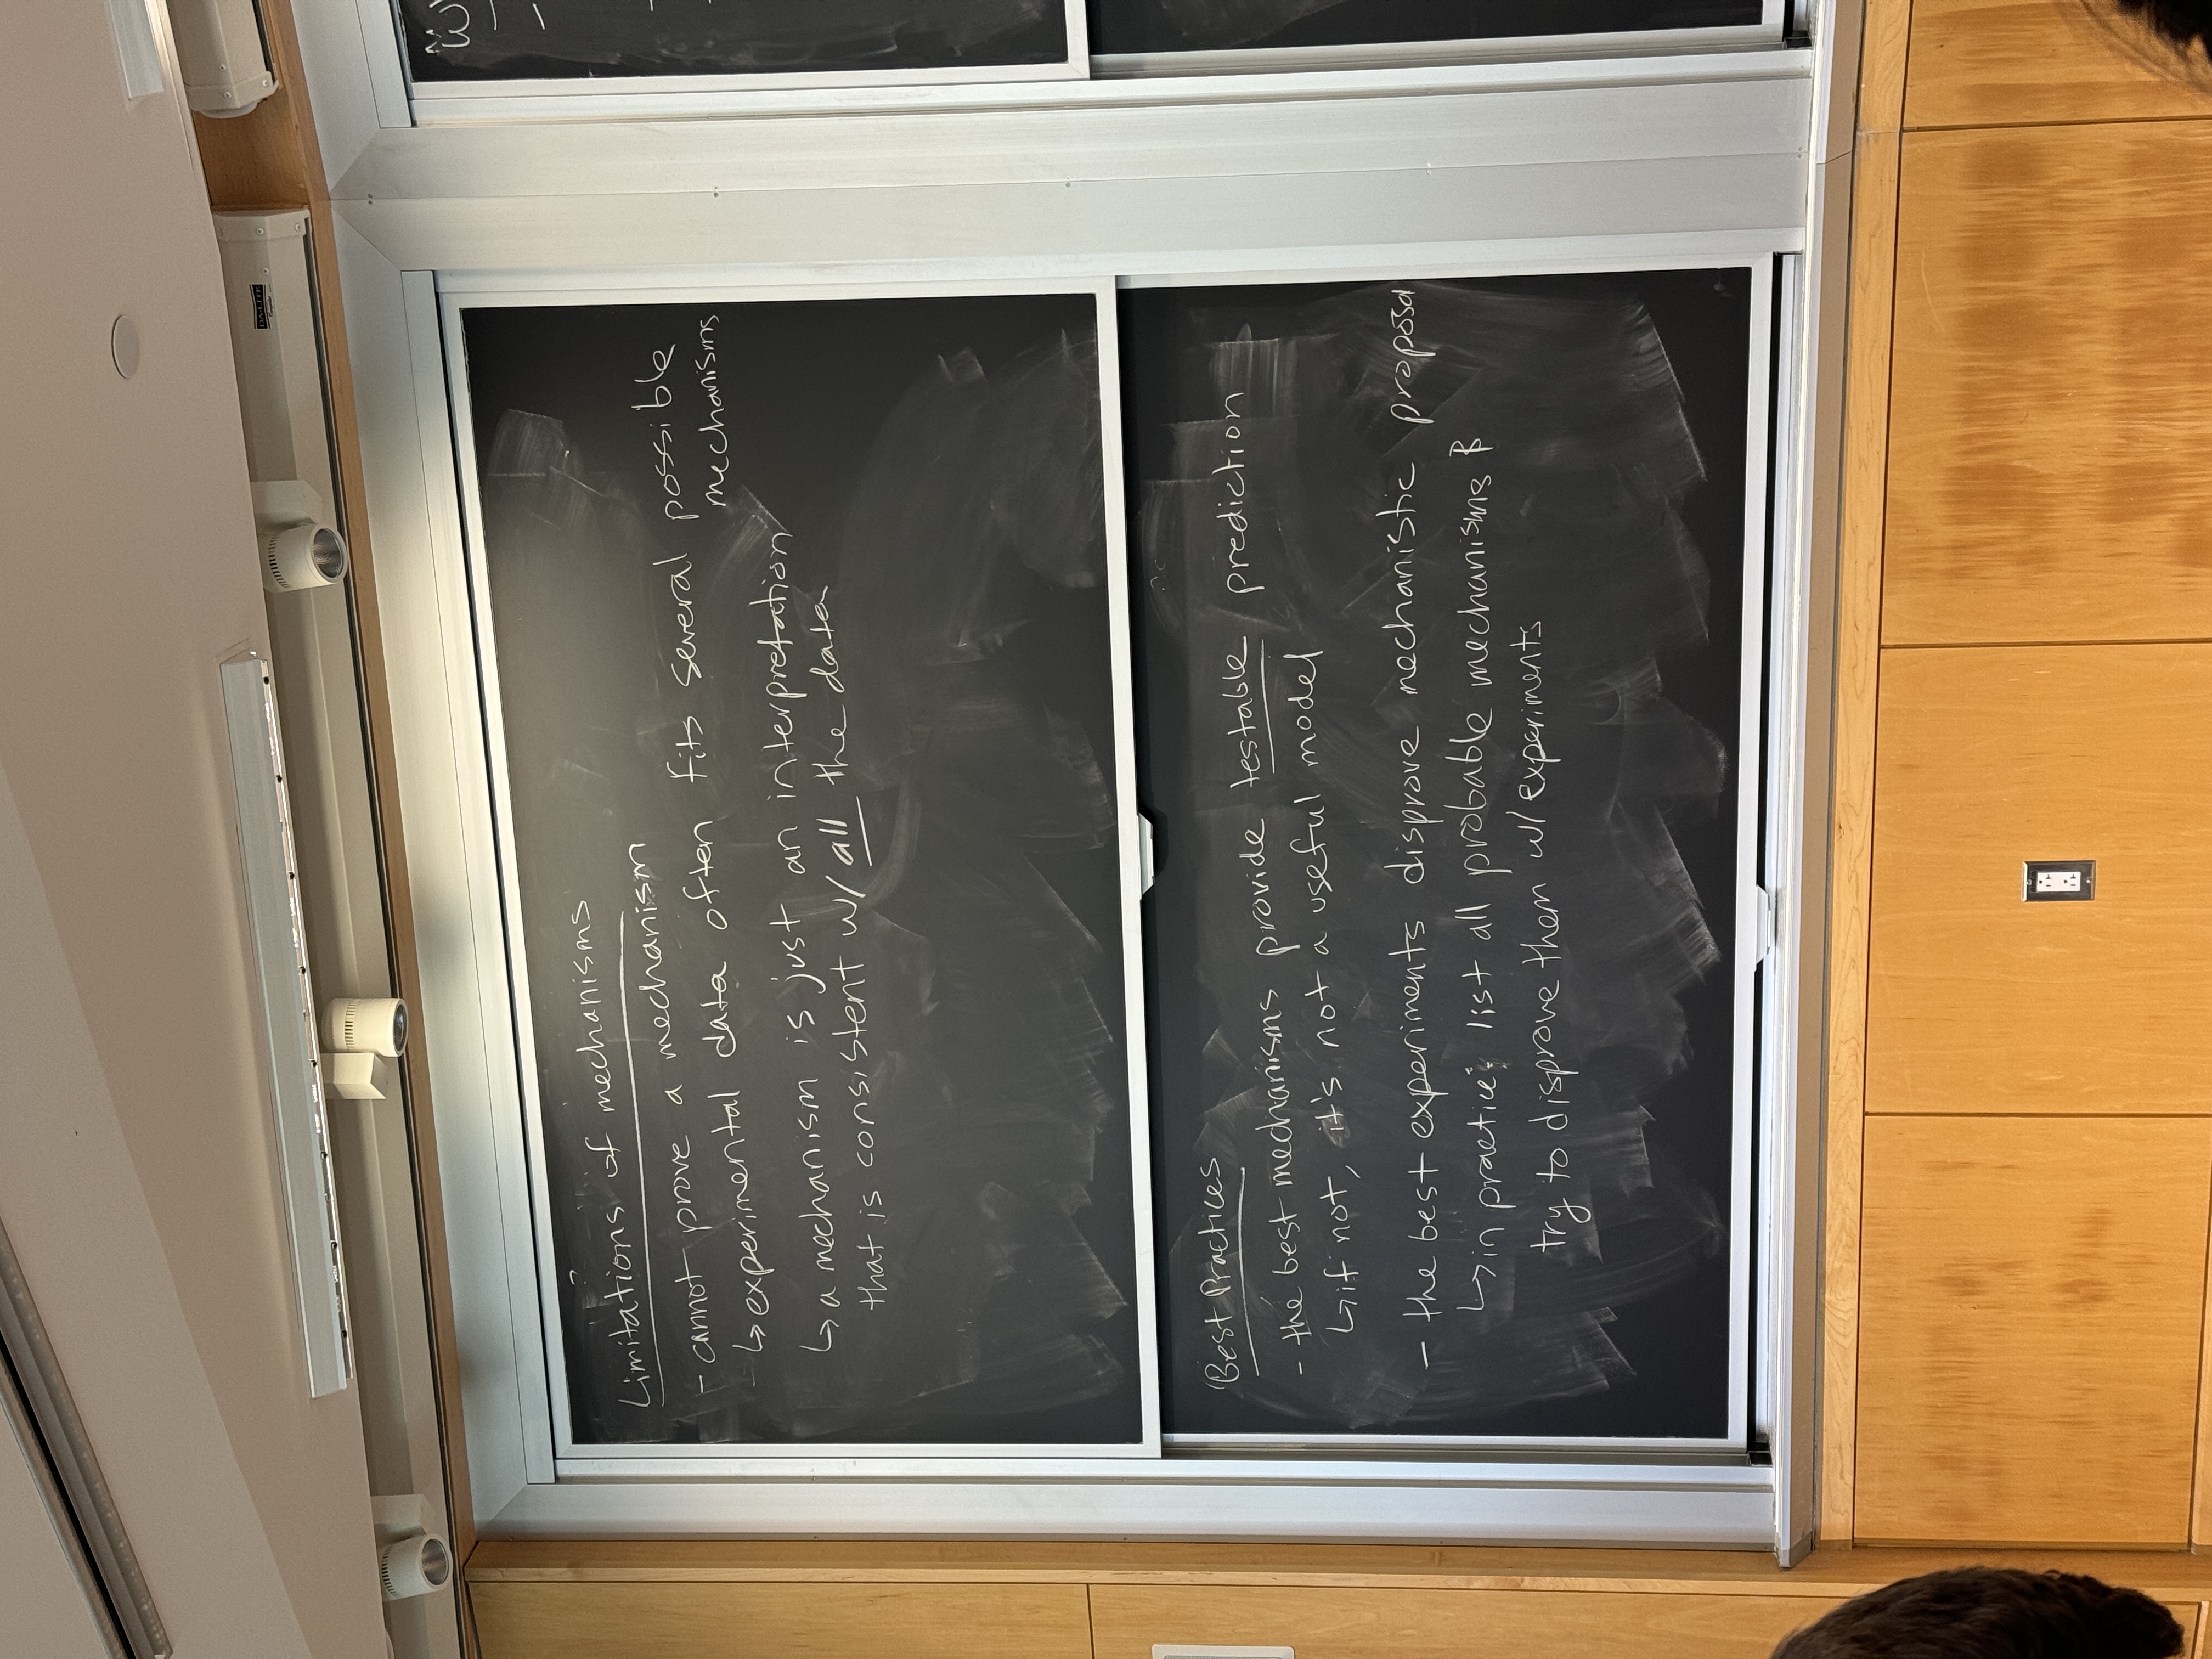 DA-LITE
Limitations of mechanisms
- cannot prove a mechanism
↳ experimental data often fits several possible
mechanisms
↳ a mechanism is just an interpretation
that is consistent w/ all the data
Best Practices
- the best mechanisms provide testable prediction
↳ if not, it's not a useful model
- the best experiments disprove mechanistic proposal
↳ in practice: list all probable mechanisms &
try to disprove them w/ experiments